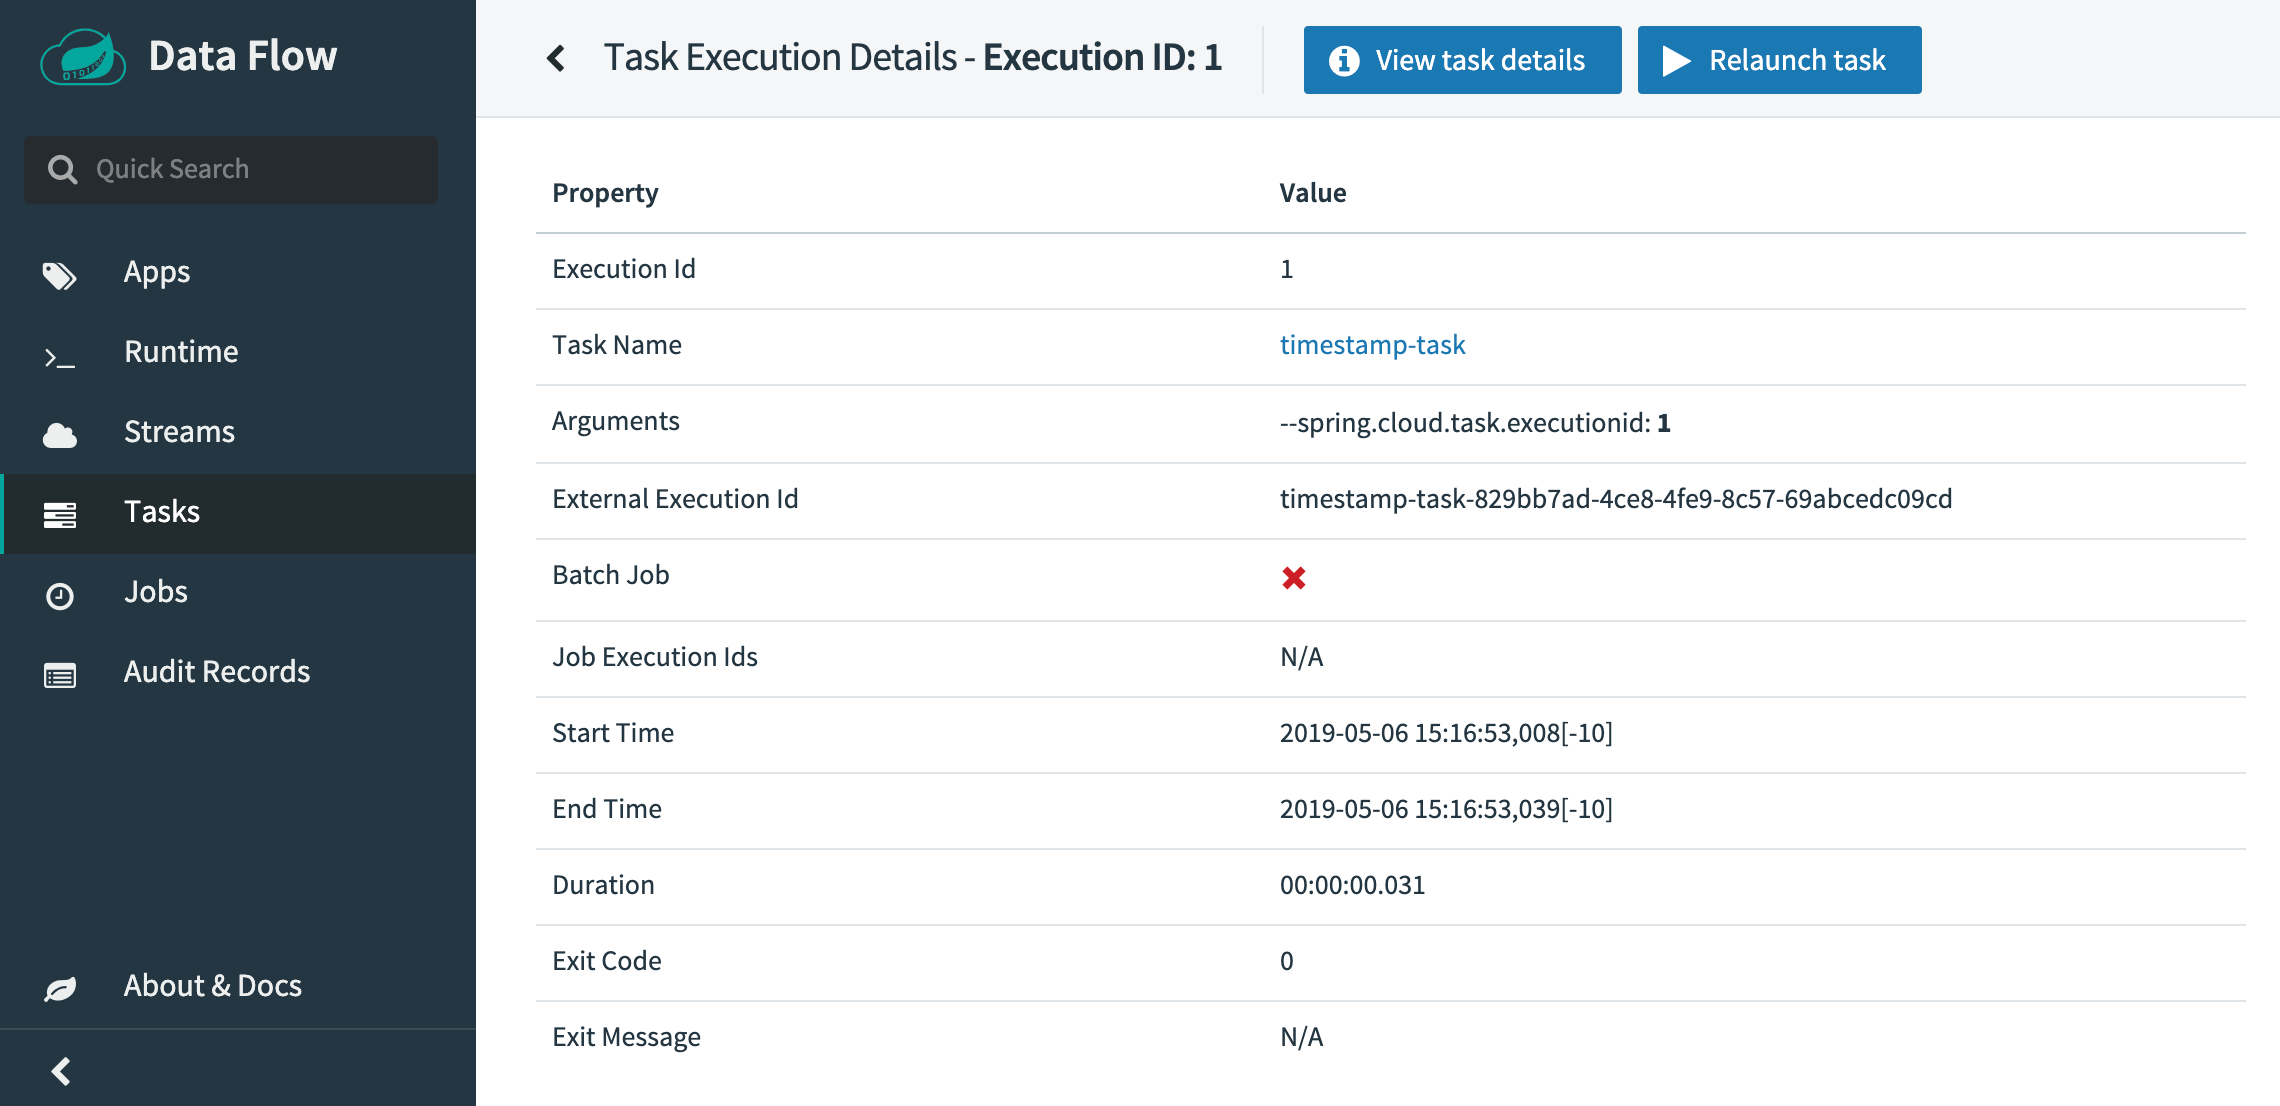 Data Flow
Quick Search
Apps
Runtime
Streams
Tasks
Jobs
Audit Records
About & Docs
Task Execution Details - Execution ID: 1
View task details
Relaunch task
Property Value
Execution Id 1
Task Name timestamp-task
Arguments --spring.cloud.task.executionid: 1
External Execution Id timestamp-task-829bb7ad-4ce8-4fe9-8c57-69abcedc09cd
Batch Job
Job Execution Ids N/A
Start Time 2019-05-06 15:16:53,008[-10]
End Time 2019-05-06 15:16:53,039[-10]
Duration 00:00:00.031
Exit Code 0
Exit Message N/A